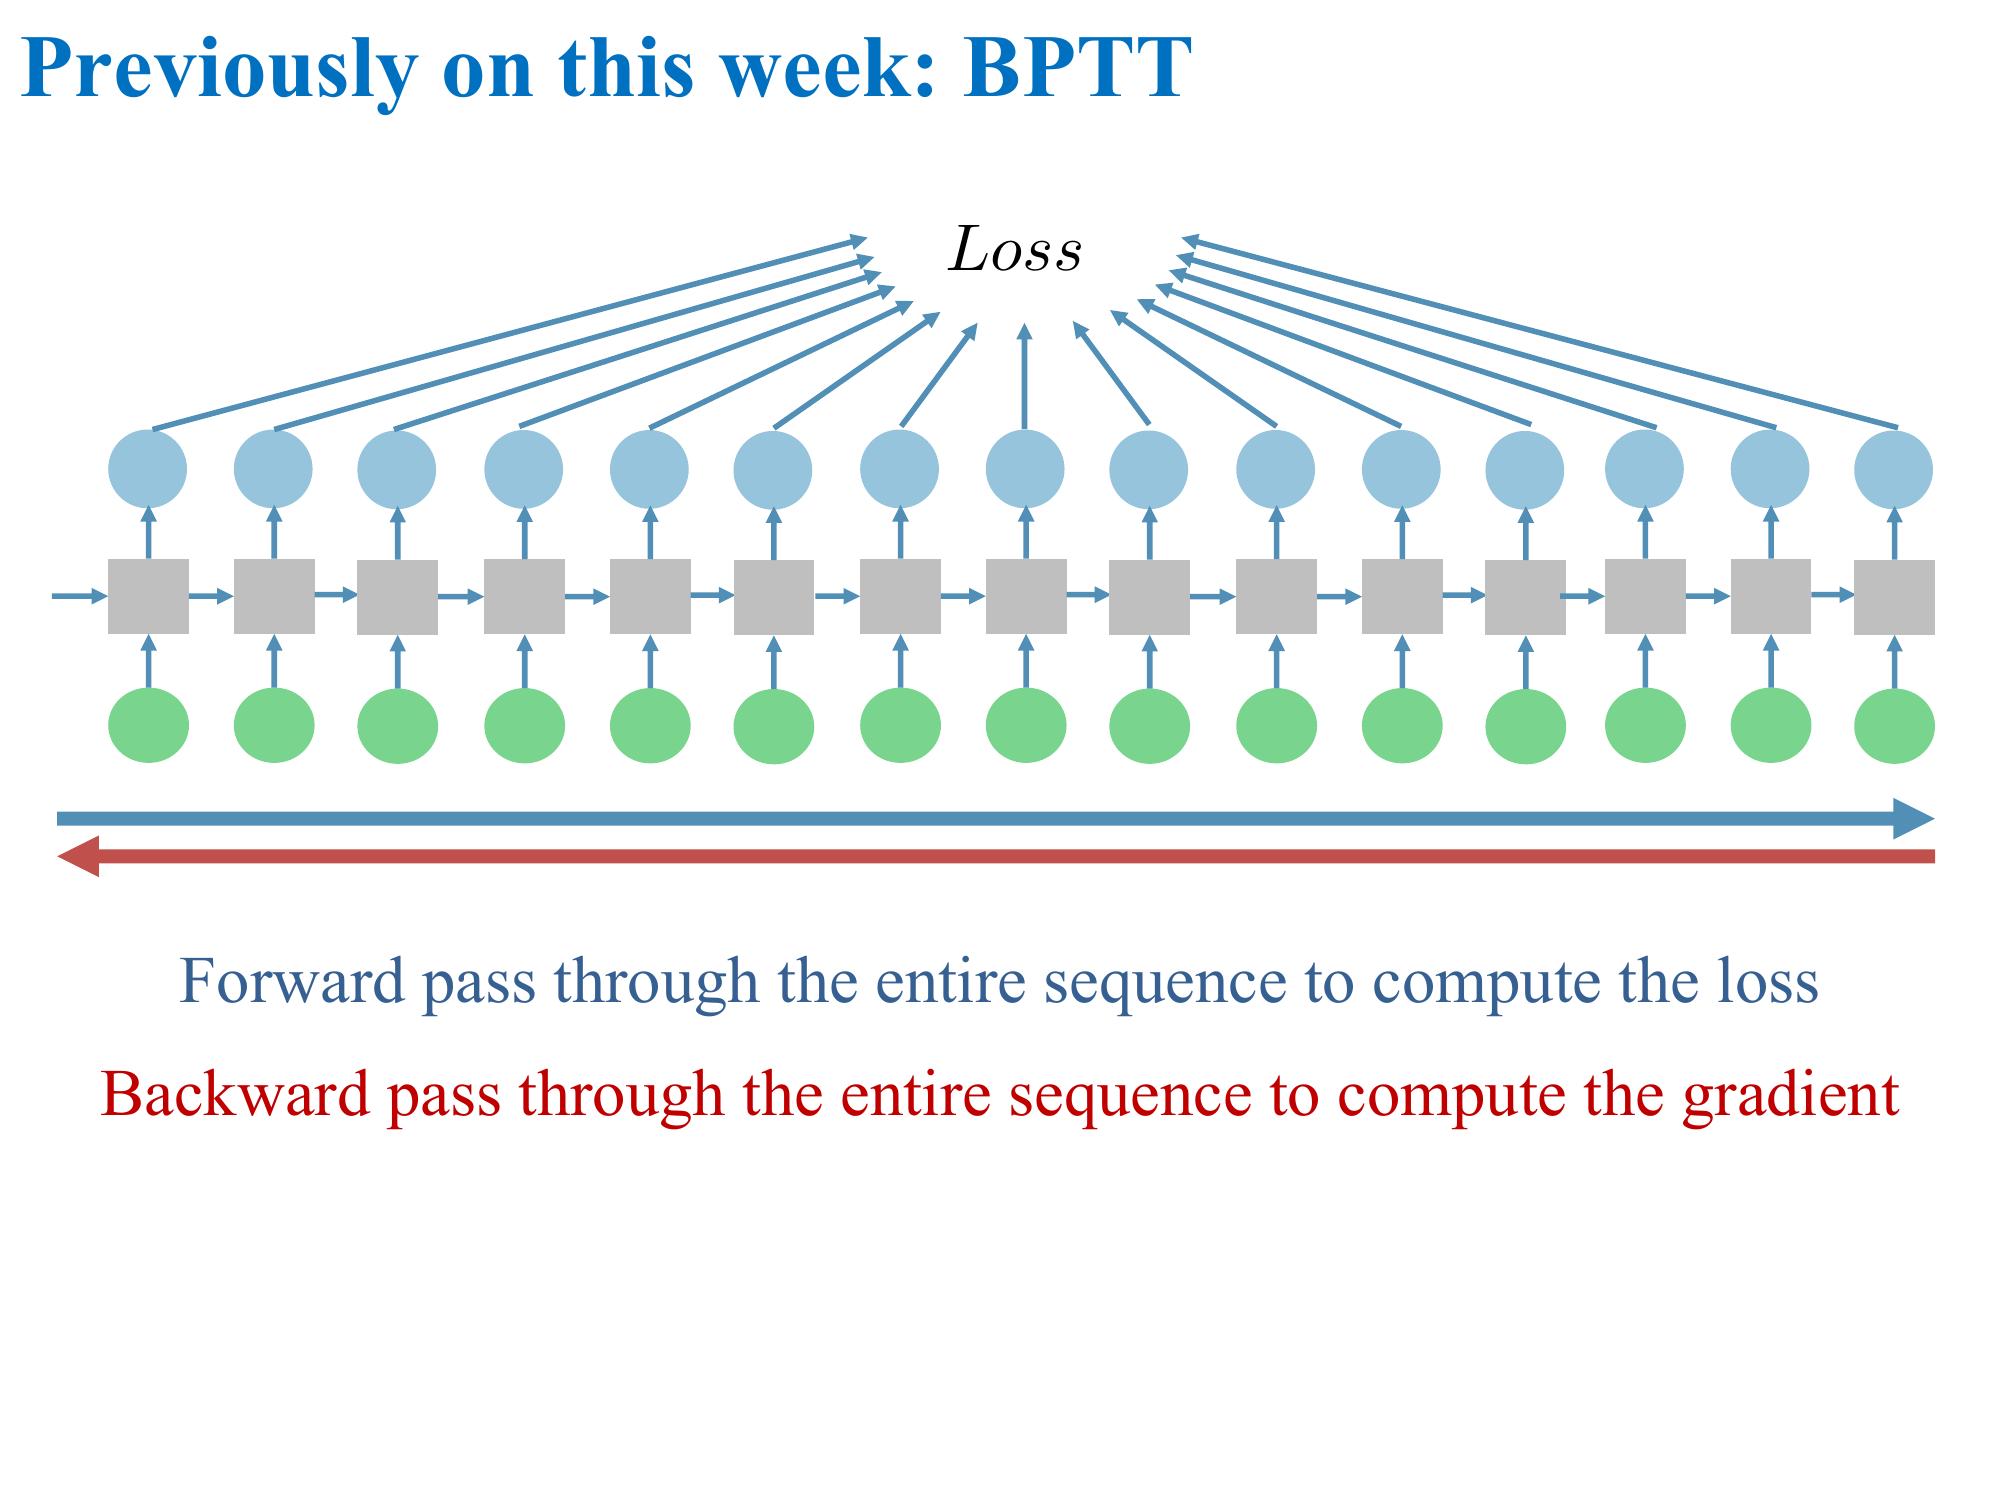 Previously on this week: BPTT
Loss
Forward pass through the entire sequence to compute the loss
Backward pass through the entire sequence to compute the gradient